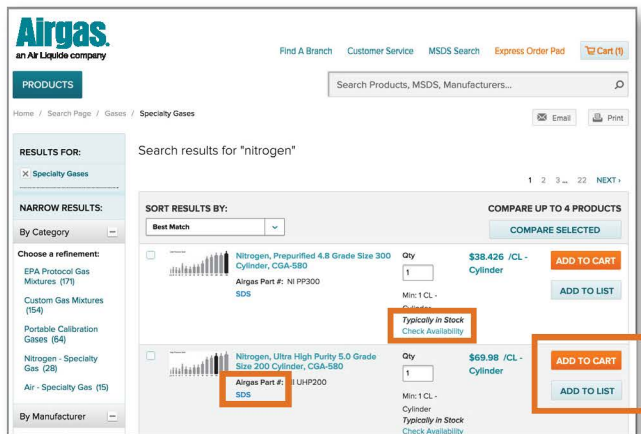 Airgas.
an Air Liquide company
Find A Branch Customer Service MSDS Search Express Order Pad Cart (1)
PRODUCTS
Search Products, MSDS, Manufacturers...
Home / Search Page / Gases / Specialty Gases
Email Print
RESULTS FOR:
X Specialty Gases
Search results for "nitrogen"
1 2 3 ... 22 NEXT ›
NARROW RESULTS:
By Category
Choose a refinement:
EPA Protocol Gas
Mixtures (171)
Custom Gas Mixtures
(154)
Portable Calibration
Gases (64)
Nitrogen - Specialty
Gas (28)
Air - Specialty Gas (15)
By Manufacturer
SORT RESULTS BY:
Best Match
COMPARE UP TO 4 PRODUCTS
COMPARE SELECTED
Nitrogen, Prepurified 4.8 Grade Size 300
Cylinder, CGA-580
Airgas Part #: NI PP300
SDS
Qty
1
Min: 1 CL -
Cylinder
Typically in Stock
Check Availability
$38.426 /CL -
Cylinder
ADD TO CART
ADD TO LIST
Nitrogen, Ultra High Purity 5.0 Grade
Size 200 Cylinder, CGA-580
Airgas Part #: NI UHP200
SDS
Qty
1
Min: 1 CL -
Cylinder
Typically in Stock
Check Availability
$69.98 /CL -
Cylinder
ADD TO CART
ADD TO LIST